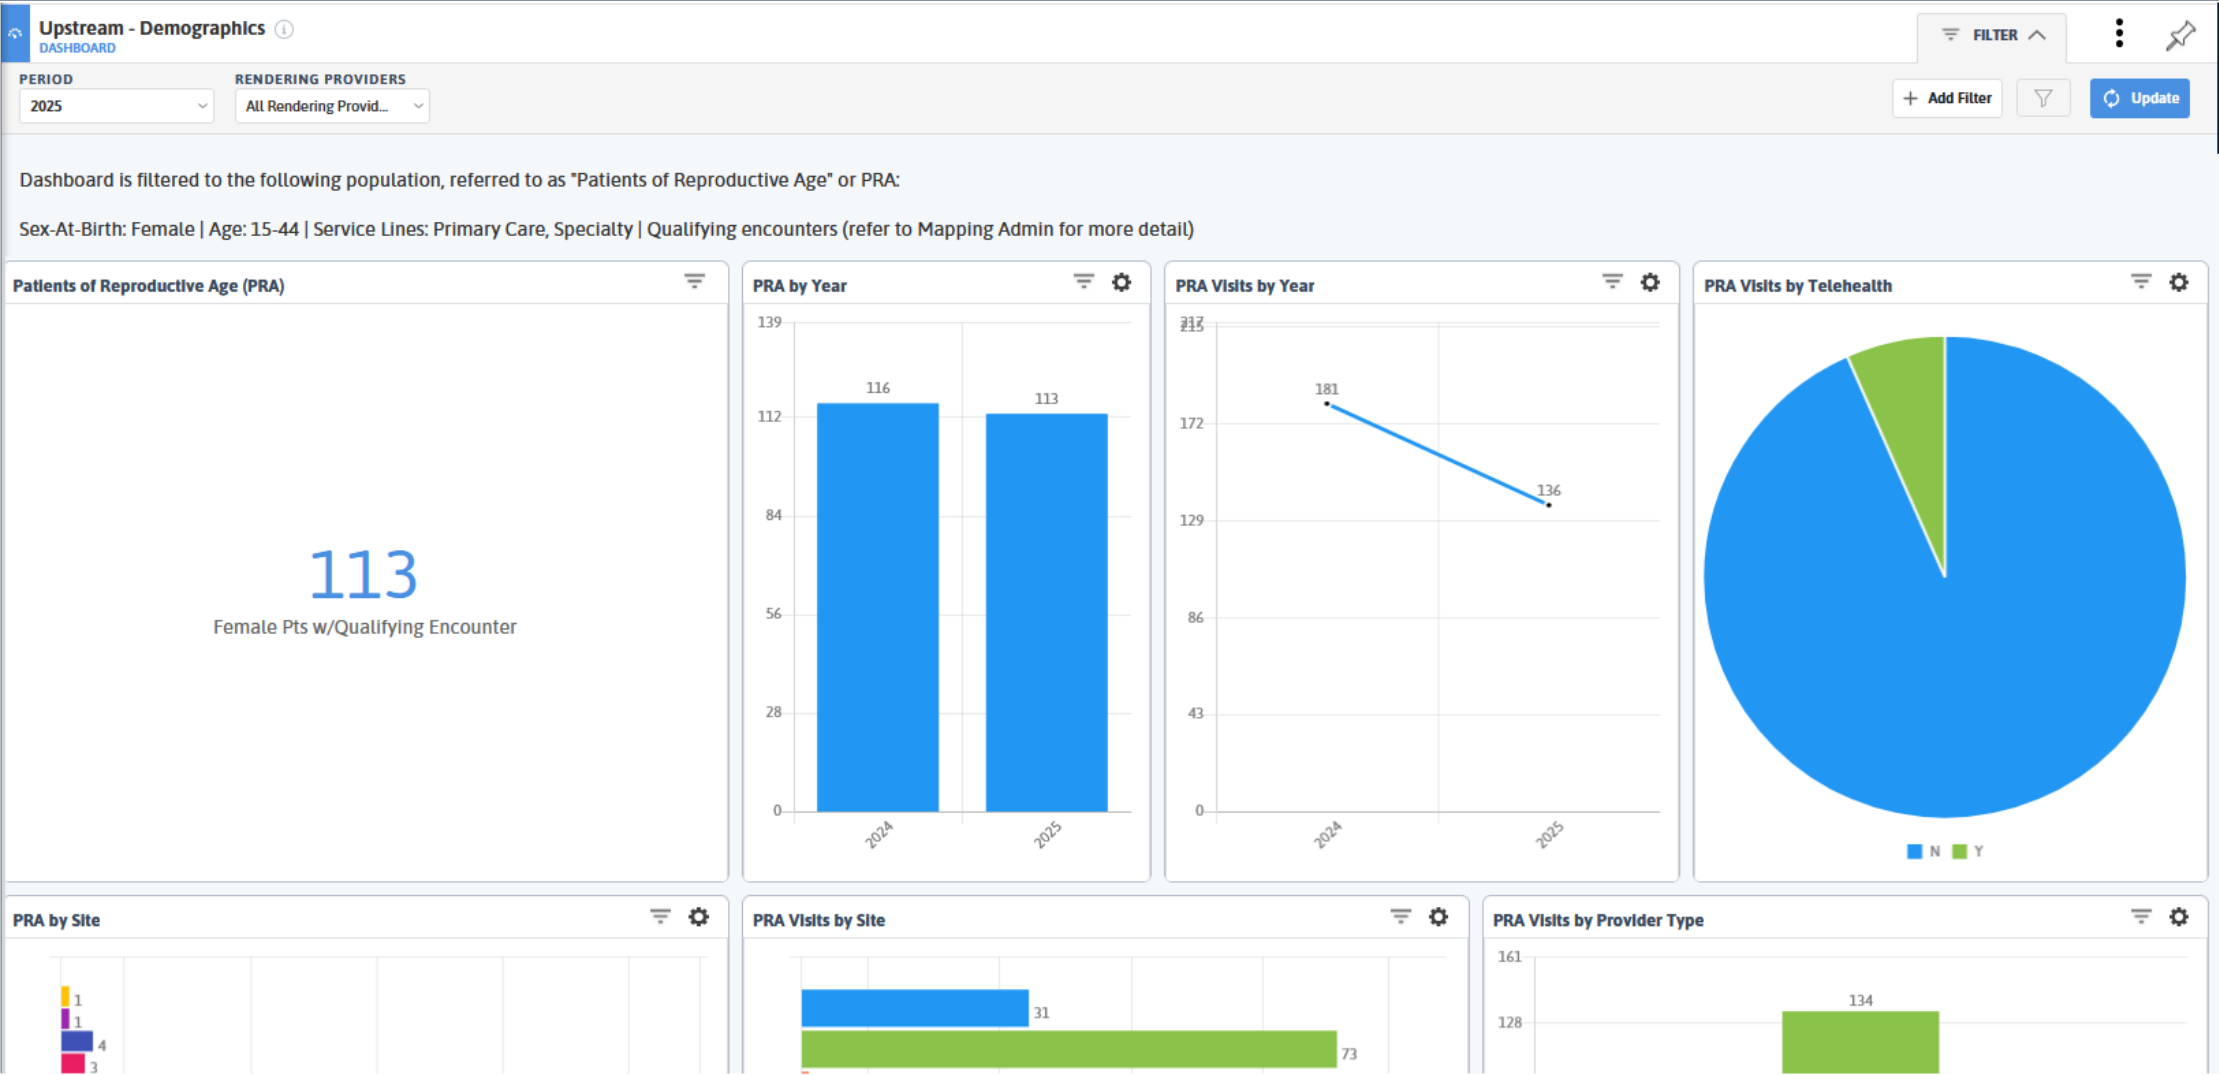 Upstream - Demographics
DASHBOARD
FILTER
PERIOD
RENDERING PROVIDERS
2025
All Rendering Provid...
+ Add Filter
Update
Dashboard is filtered to the following population, referred to as "Patients of Reproductive Age" or PRA:
Sex-At-Birth: Female | Age: 15-44 | Service Lines: Primary Care, Specialty | Qualifying encounters (refer to Mapping Admin for more detail)
Patients of Reproductive Age (PRA)
113
Female Pts w/Qualifying Encounter
PRA by Year
139
112
84
56
28
0
116
113
2024
2025
PRA Visits by Year
217
215
172
129
86
43
0
181
136
2024
2025
PRA Visits by Telehealth
N
Y
PRA by Site
1
1
4
3
PRA Visits by Site
31
73
PRA Visits by Provider Type
161
128
134